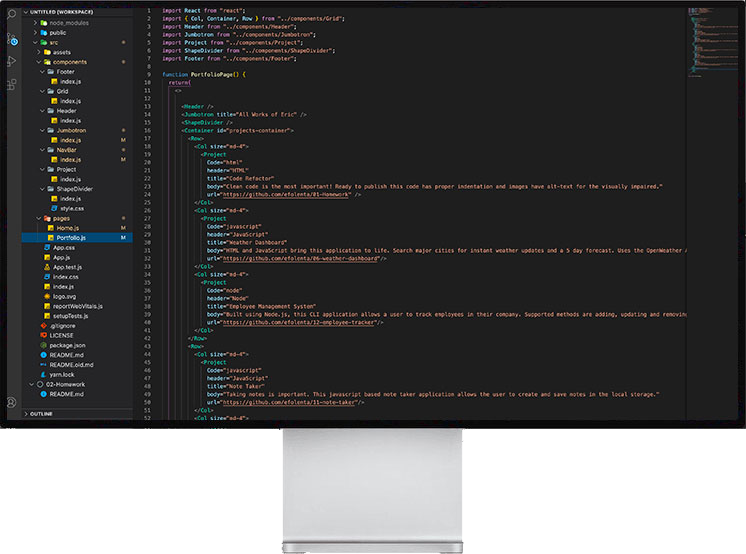 UNTITLED (WORKSPACE)
node_modules
public
src
assets
components
Footer
index.js
Grid
index.js
Header
index.js
Jumbotron
index.js M
NavBar
index.js M
Project
index.js
ShapeDivider
index.js
style.css
pages
Home.js M
Portfolio.js M
App.css
App.js
App.test.js
index.css
index.js
logo.svg
reportWebVitals.js
setupTests.js
.gitignore
LICENSE
package.json
README.md
README.old.md
yarn.lock
02-Homework
README.md
OUTLINE
1 import React from "react";
2 import { Col, Container, Row } from "../components/Grid";
3 import Header from "../components/Header";
4 import Jumbotron from "../components/Jumbotron";
5 import Project from "../components/Project";
6 import ShapeDivider from "../components/ShapeDivider";
7 import Footer from "../components/Footer";
8
9 function PortfolioPage() {
10 return(
11 <>
12
13 <Header />
14 <Jumbotron title="All Works of Eric" />
15 <ShapeDivider />
16 <Container id="projects-container">
17 <Row>
18 <Col size="md-4">
19 <Project
20 Code="html"
21 header="HTML"
22 title="Code Refactor"
23 body="Clean code is the most important! Ready to publish this code has proper indentation and images have alt-text for the visually impaired."
24 url="https://github.com/efolenta/01-Homework" />
25 </Col>
26 <Col size="md-4">
27 <Project
28 Code="javascript"
29 header="JavaScript"
30 title="Weather Dashboard"
31 body="HTML and JavaScript bring this application to life. Search major cities for instant weather updates and a 5 day forecast. Uses the OpenWeather
32 url="https://github.com/efolenta/06-weather-dashboard"/>
33 </Col>
34 <Col size="md-4">
35 <Project
36 Code="node"
37 header="Node"
38 title="Employee Management System"
39 body="Built using Node.js, this CLI application allows a user to track employees in their company. Supported methods are adding, updating and removing
40 url="https://github.com/efolenta/12-employee-tracker"/>
41 </Col>
42 </Row>
43 <Row>
44 <Col size="md-4">
45 <Project
46 Code="javascript"
47 header="JavaScript"
48 title="Note Taker"
49 body="Taking notes is important. This javascript based note taker application allows the user to create and save notes in the local storage."
50 url="https://github.com/efolenta/11-note-taker"/>
51 </Col>
52 <Col size="md-4">